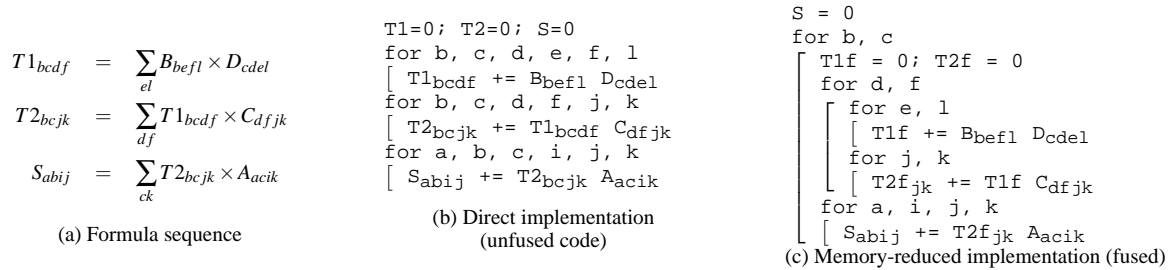 T1bcdf = ∑el Bbefl × Dcdel
T2bcjk = ∑df T1bcdf × Cdfjk
Sabij = ∑ck T2bcjk × Aacik
(a) Formula sequence
T1=0; T2=0; S=0
for b, c, d, e, f, l
[ T1bcdf += Bbefl Dcdel
for b, c, d, f, j, k
[ T2bcjk += T1bcdf Cdfjk
for a, b, c, i, j, k
[ Sabij += T2bcjk Aacik
(b) Direct implementation
(unfused code)
S = 0
for b, c
T1f = 0; T2f = 0
for d, f
for e, l
[ T1f += Bbefl Dcdel
for j, k
[ T2fjk += T1f Cdfjk
for a, i, j, k
[ Sabij += T2fjk Aacik
(c) Memory-reduced implementation (fused)